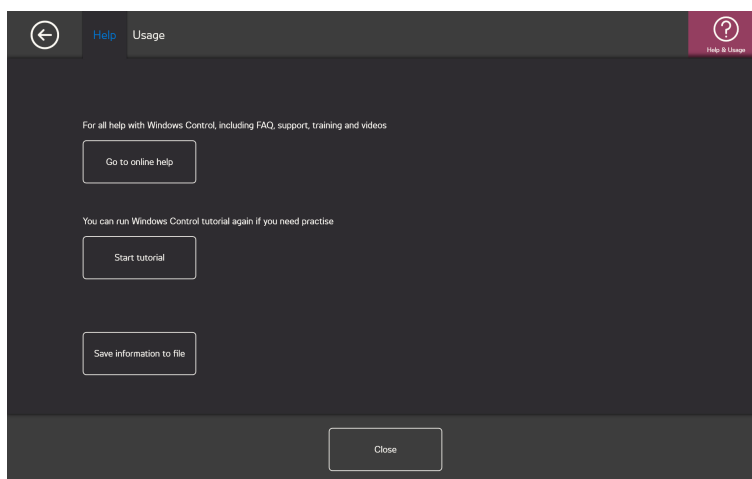 Help Usage
Help & Usage
For all help with Windows Control, including FAQ, support, training and videos
Go to online help
You can run Windows Control tutorial again if you need practise
Start tutorial
Save information to file
Close